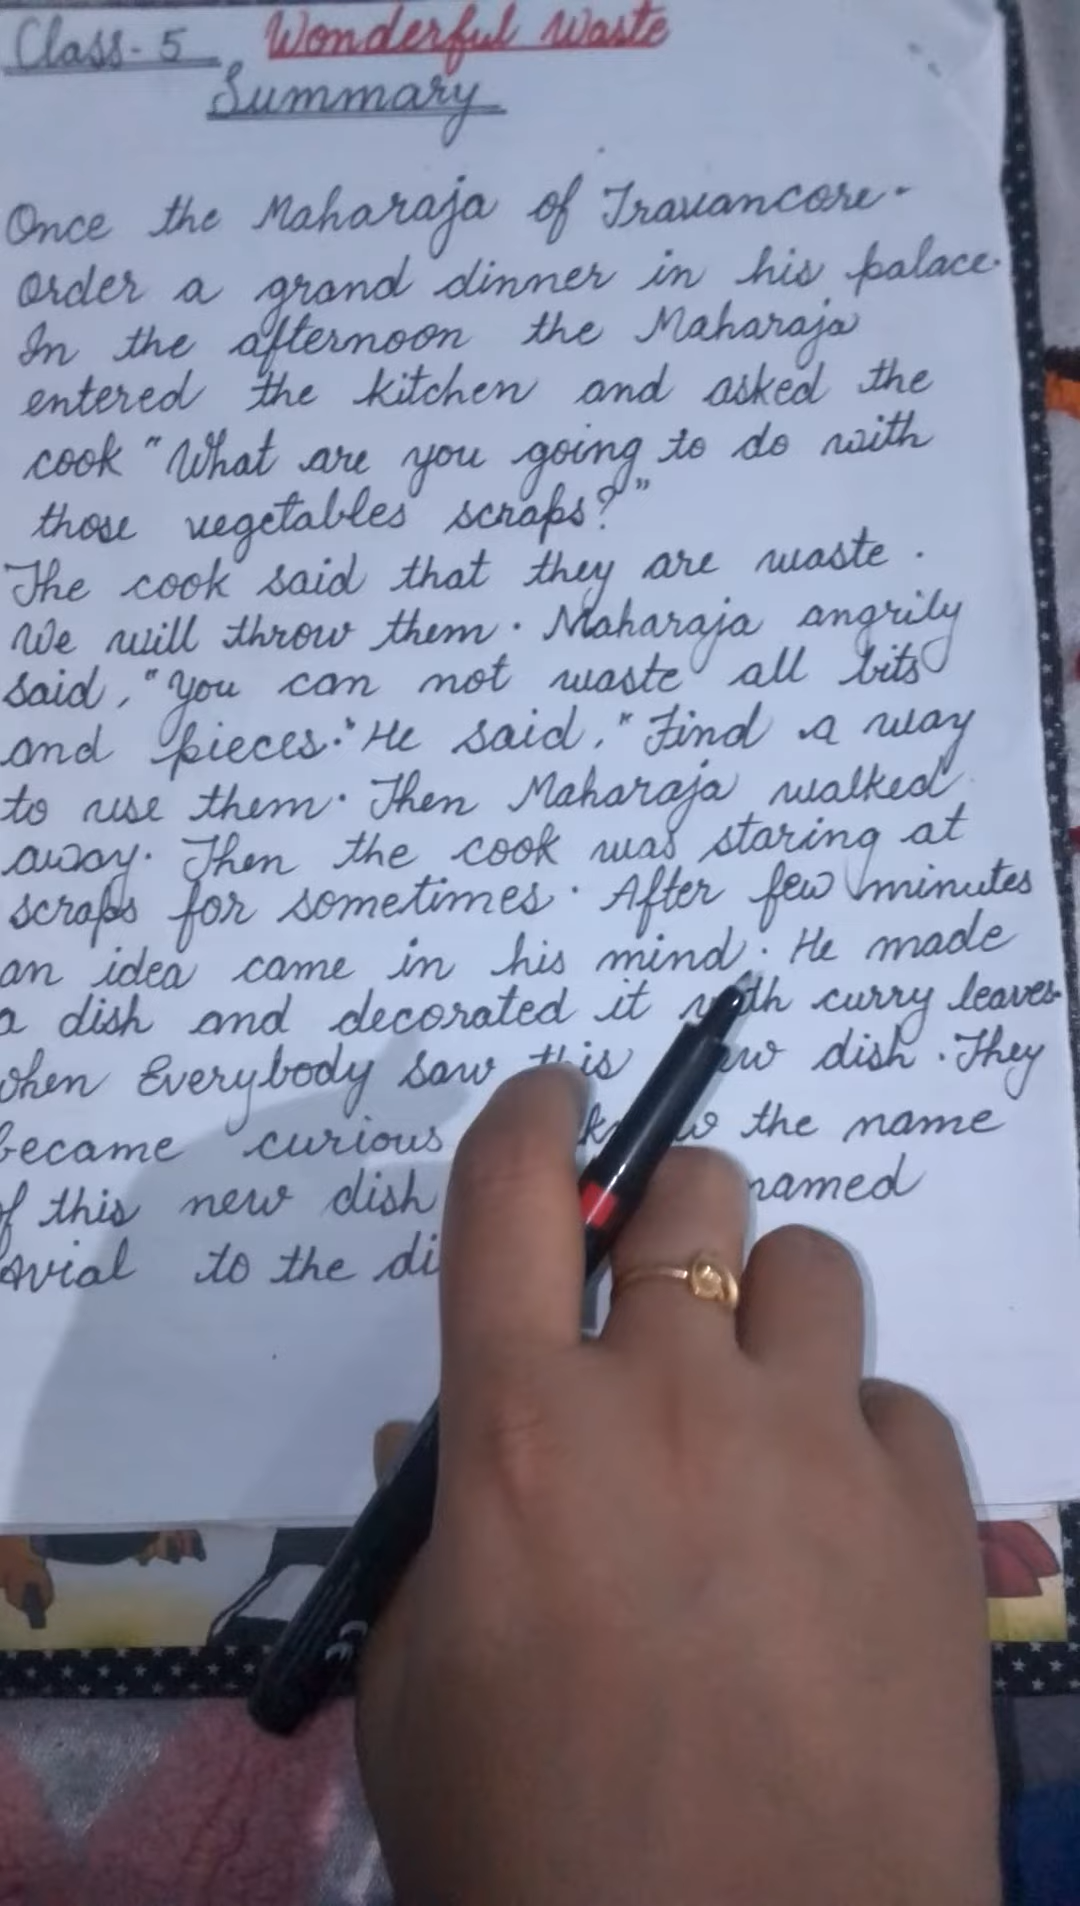 Class- 5 Wonderful Waste
Summary
Once the Maharaja of Travancore.
order a grand dinner in his palace.
In the afternoon the Maharaja
entered the kitchen and asked the
cook "What are you going to do with
those vegetables scraps?"
The cook said that they are waste.
We will throw them. Maharaja angrily
said, "You can not waste all bits
and pieces." He said, "Find a way
to use them. Then Maharaja walked
away. Then the cook was staring at
scraps for sometimes. After few minutes
an idea came in his mind. He made
a dish and decorated it with curry leaves.
when Everybody saw this dish. They
became curious the name
of this new dish named
Avial to the